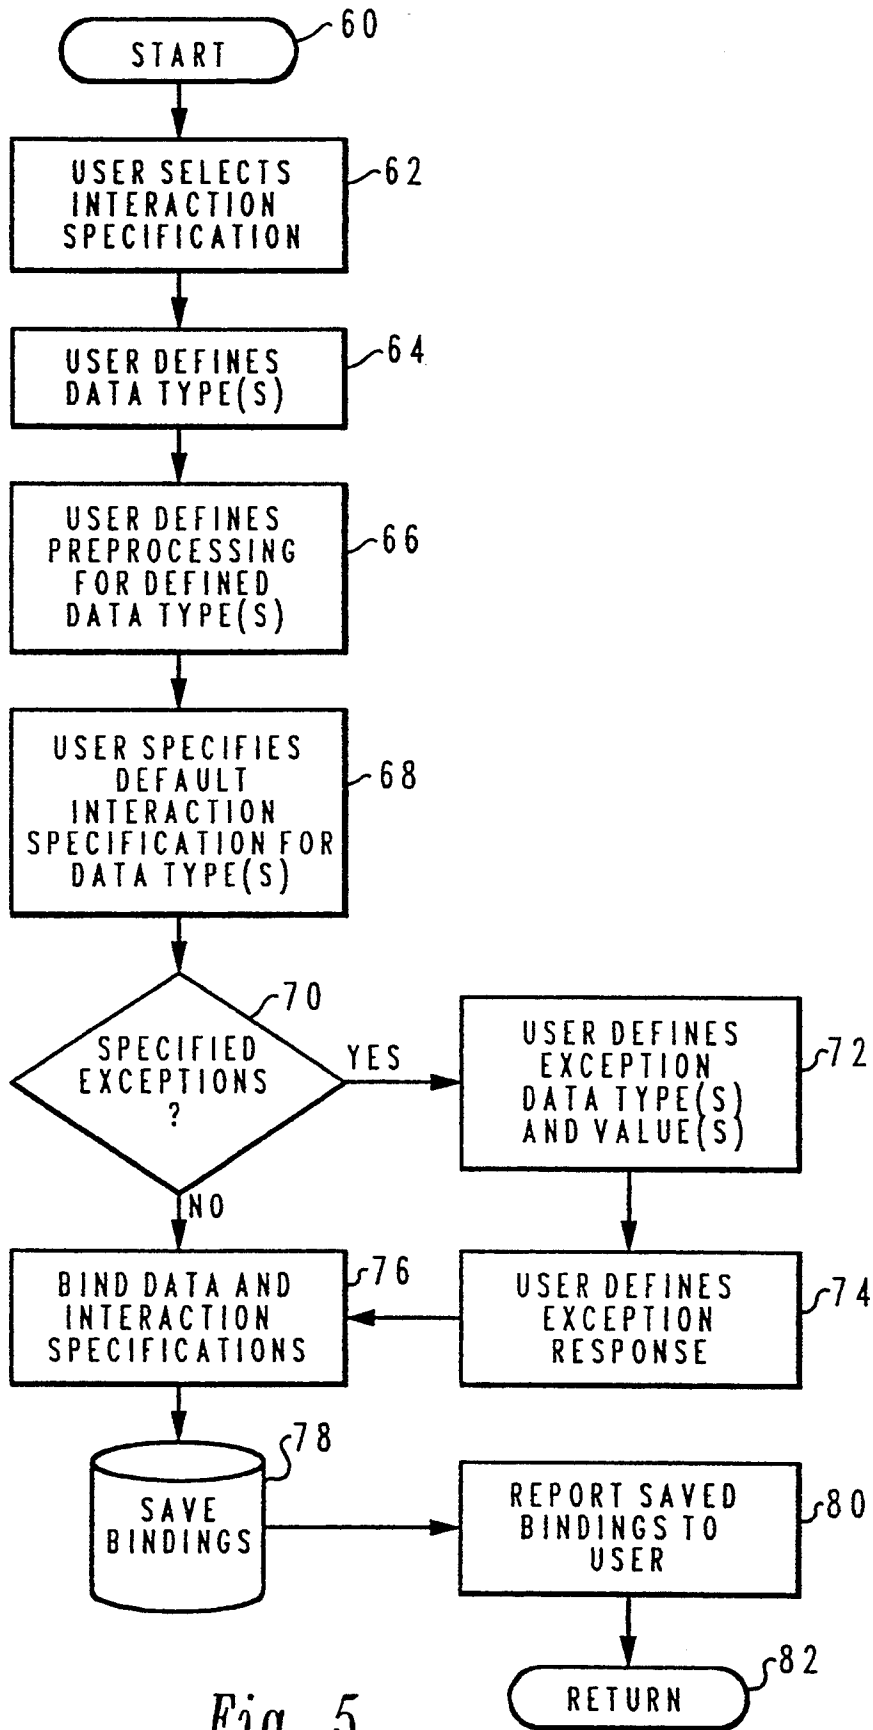 60
START
62
USER SELECTS
INTERACTION
SPECIFICATION
64
USER DEFINES
DATA TYPE(S)
66
USER DEFINES
PREPROCESSING
FOR DEFINED
DATA TYPE(S)
68
USER SPECIFIES
DEFAULT
INTERACTION
SPECIFICATION FOR
DATA TYPE(S)
70
SPECIFIED
EXCEPTIONS
?
YES
72
USER DEFINES
EXCEPTION
DATA TYPE(S)
AND VALUE(S)
NO
74
USER DEFINES
EXCEPTION
RESPONSE
76
BIND DATA AND
INTERACTION
SPECIFICATIONS
78
SAVE
BINDINGS
80
REPORT SAVED
BINDINGS TO
USER
82
RETURN
Fig. 5